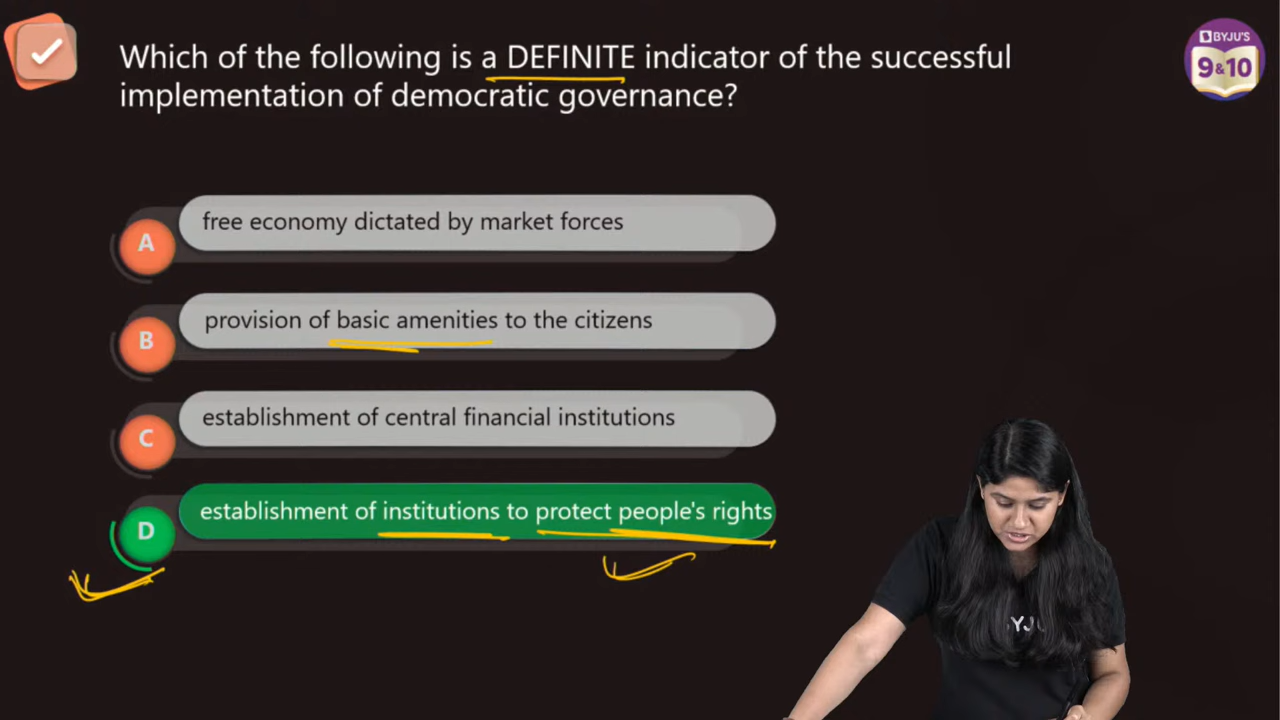 Which of the following is a DEFINITE indicator of the successful
implementation of democratic governance?
BYJU'S
9&10
A
free economy dictated by market forces
B
provision of basic amenities to the citizens
C
establishment of central financial institutions
D
establishment of institutions to protect people's rights